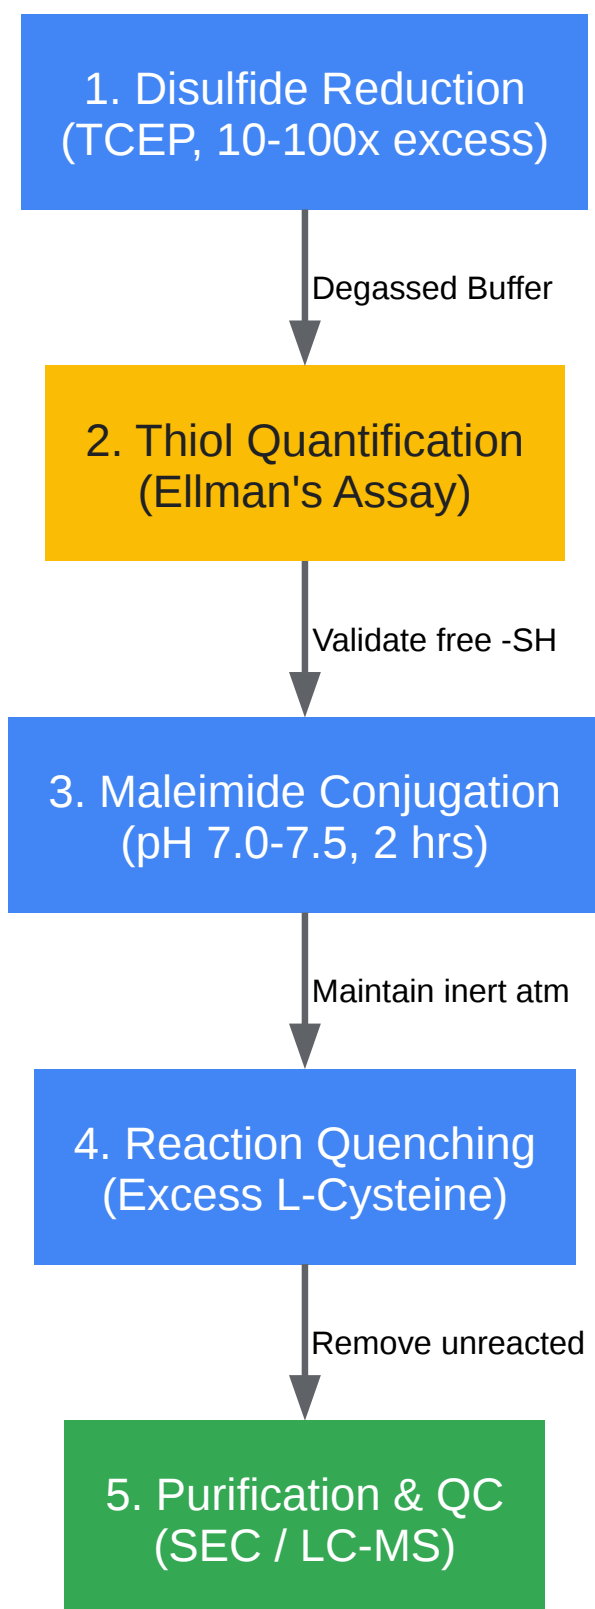 1. Disulfide Reduction
(TCEP, 10-100x excess)
Degassed Buffer
2. Thiol Quantification
(Ellman's Assay)
Validate free -SH
3. Maleimide Conjugation
(pH 7.0-7.5, 2 hrs)
Maintain inert atm
4. Reaction Quenching
(Excess L-Cysteine)
Remove unreacted
5. Purification & QC
(SEC / LC-MS)